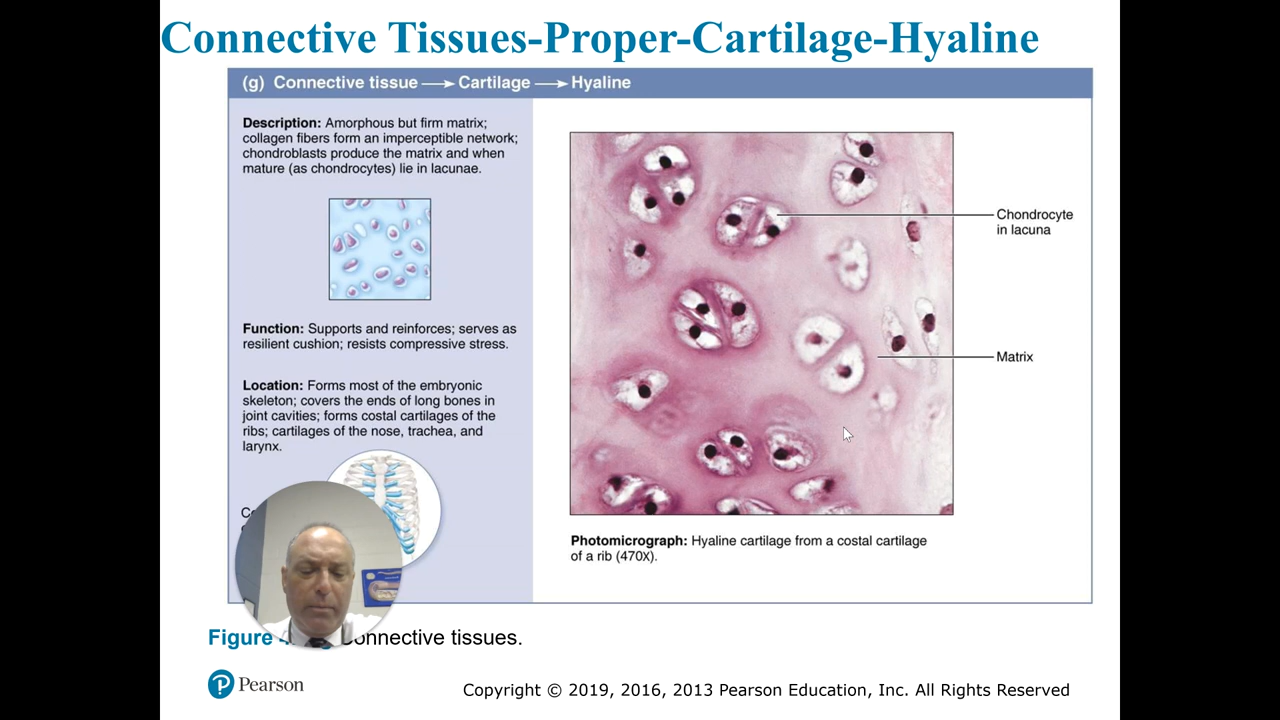 Connective Tissues-Proper-Cartilage-Hyaline
(g) Connective tissue → Cartilage → Hyaline
Description: Amorphous but firm matrix;
collagen fibers form an imperceptible network;
chondroblasts produce the matrix and when
mature (as chondrocytes) lie in lacunae.
Function: Supports and reinforces; serves as
resilient cushion; resists compressive stress.
Location: Forms most of the embryonic
skeleton; covers the ends of long bones in
joint cavities; forms costal cartilages of the
ribs; cartilages of the nose, trachea, and
larynx.
Chondrocyte
in lacuna
Matrix
Photomicrograph: Hyaline cartilage from a costal cartilage
of a rib (470X).
Figure Connective tissues.
Pearson
Copyright © 2019, 2016, 2013 Pearson Education, Inc. All Rights Reserved